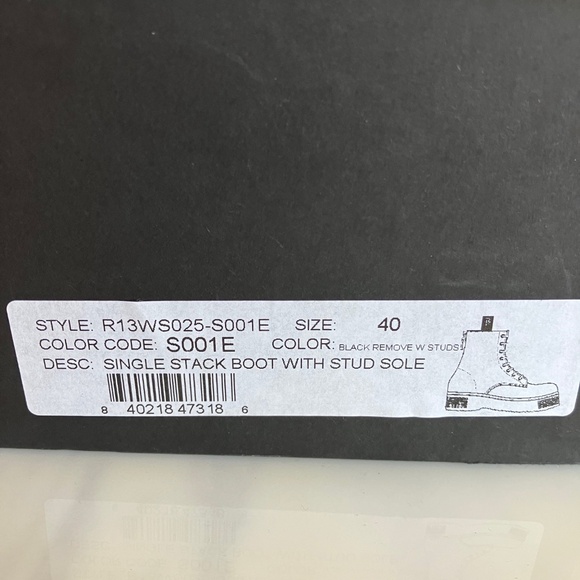 STYLE: R13WS025-S001E SIZE: 40
COLOR CODE: S001E COLOR: BLACK REMOVE W STUDS
DESC: SINGLE STACK BOOT WITH STUD SOLE
8 40218 47318 6